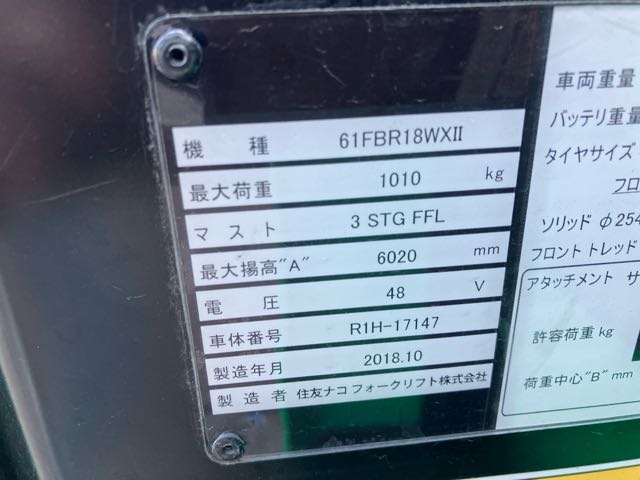 機種 61FBR18WXII
最大荷重 1010 kg
マスト 3 STG FFL
最大揚高"A" 6020 mm
電圧 48 V
車体番号 R1H-17147
製造年月 2018.10
製造者 住友ナコ フォークリフト株式会社
車両重量
バッテリ重量
タイヤサイズ
フロ
ソリッド φ254
フロント トレッド
アタッチメント サ
許容荷重 kg
荷重中心"B" mm